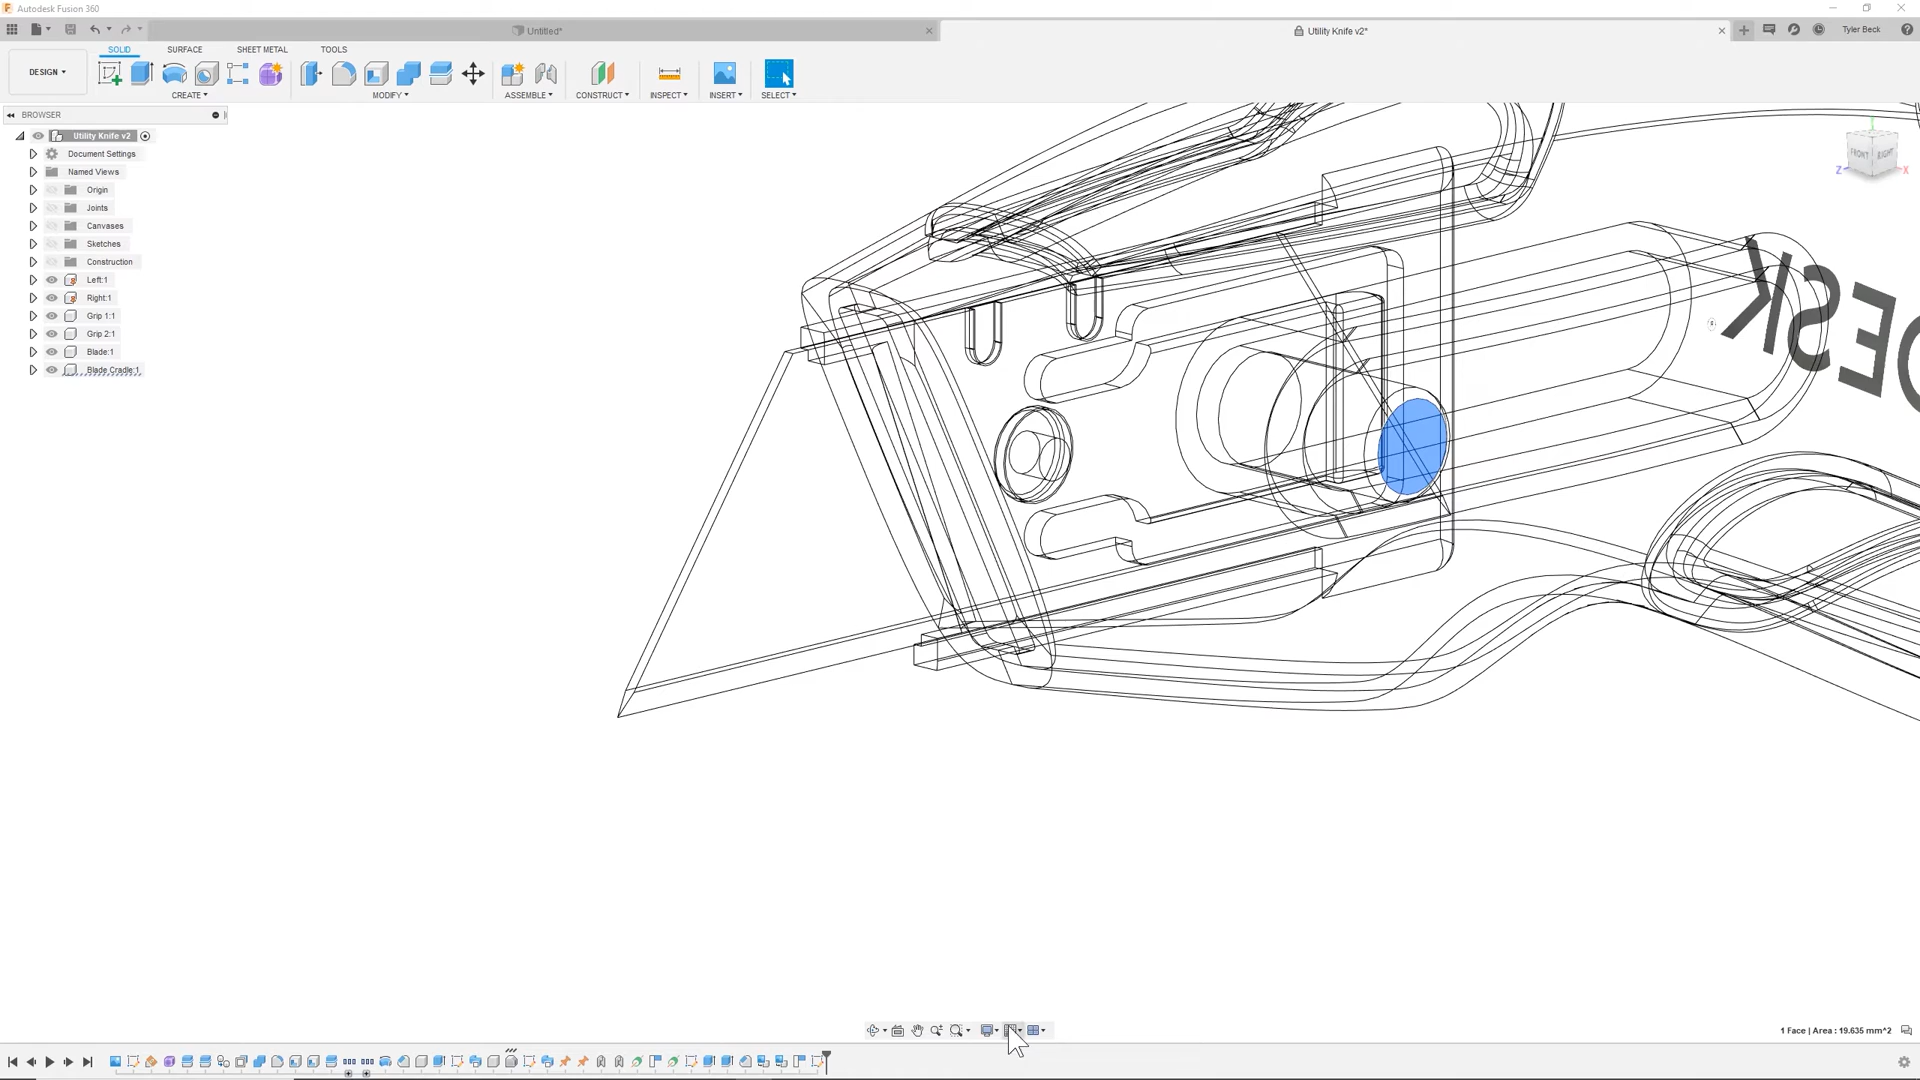 Autodesk Fusion 360
Untitled*
Utility Knife v2*
Tyler Beck
DESIGN
SOLID
SURFACE
SHEET METAL
TOOLS
CREATE
MODIFY
ASSEMBLE
CONSTRUCT
INSPECT
INSERT
SELECT
BROWSER
Utility Knife v2
Document Settings
Named Views
Origin
Joints
Canvases
Sketches
Construction
Left:1
Right:1
Grip 1:1
Grip 2:1
Blade:1
Blade Cradle:1
FRONT
RIGHT
Z
X
DESK
1 Face | Area : 19.635 mm^2